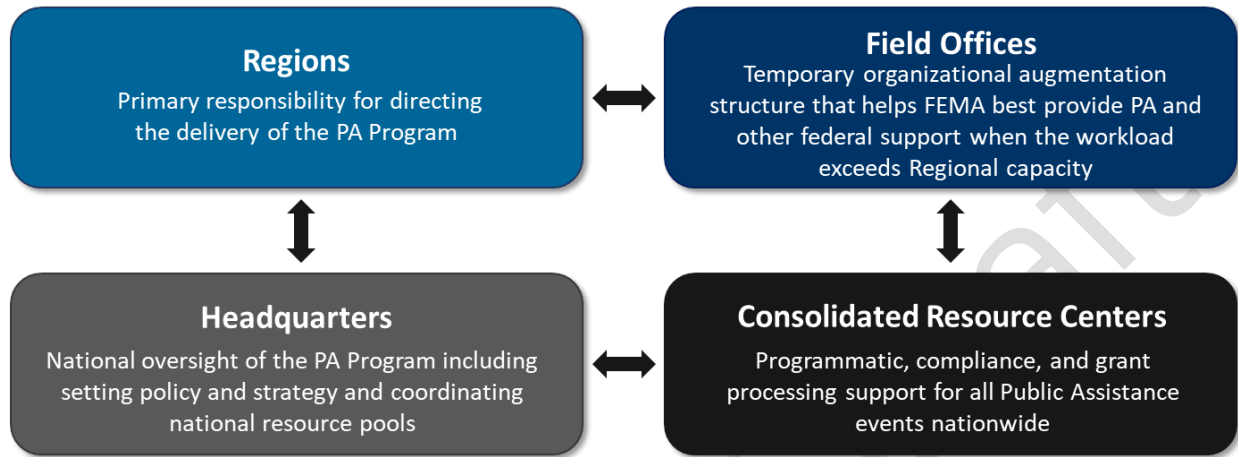 Regions
Primary responsibility for directing
the delivery of the PA Program
Field Offices
Temporary organizational augmentation
structure that helps FEMA best provide PA and
other federal support when the workload
exceeds Regional capacity
Headquarters
National oversight of the PA Program including
setting policy and strategy and coordinating
national resource pools
Consolidated Resource Centers
Programmatic, compliance, and grant
processing support for all Public Assistance
events nationwide